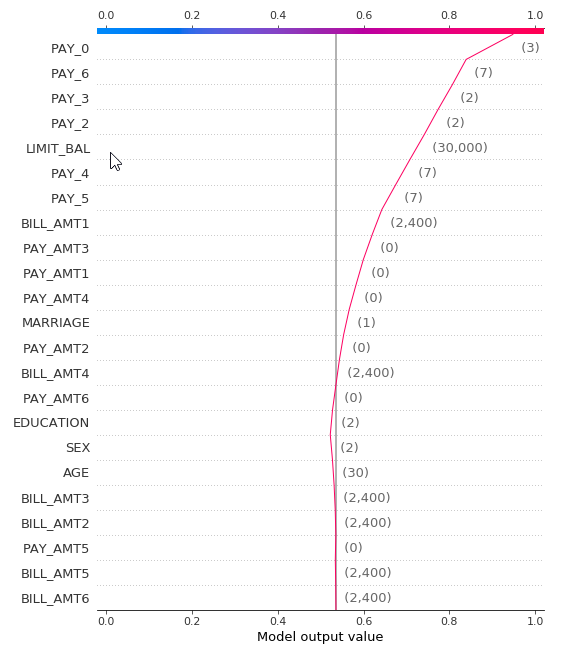 0.0 0.2 0.4 0.6 0.8 1.0
PAY_0 (3)
PAY_6 (7)
PAY_3 (2)
PAY_2 (2)
LIMIT_BAL (30,000)
PAY_4 (7)
PAY_5 (7)
BILL_AMT1 (2,400)
PAY_AMT3 (0)
PAY_AMT1 (0)
PAY_AMT4 (0)
MARRIAGE (1)
PAY_AMT2 (0)
BILL_AMT4 (2,400)
PAY_AMT6 (0)
EDUCATION (2)
SEX (2)
AGE (30)
BILL_AMT3 (2,400)
BILL_AMT2 (2,400)
PAY_AMT5 (0)
BILL_AMT5 (2,400)
BILL_AMT6 (2,400)
0.0 0.2 0.4 0.6 0.8 1.0
Model output value